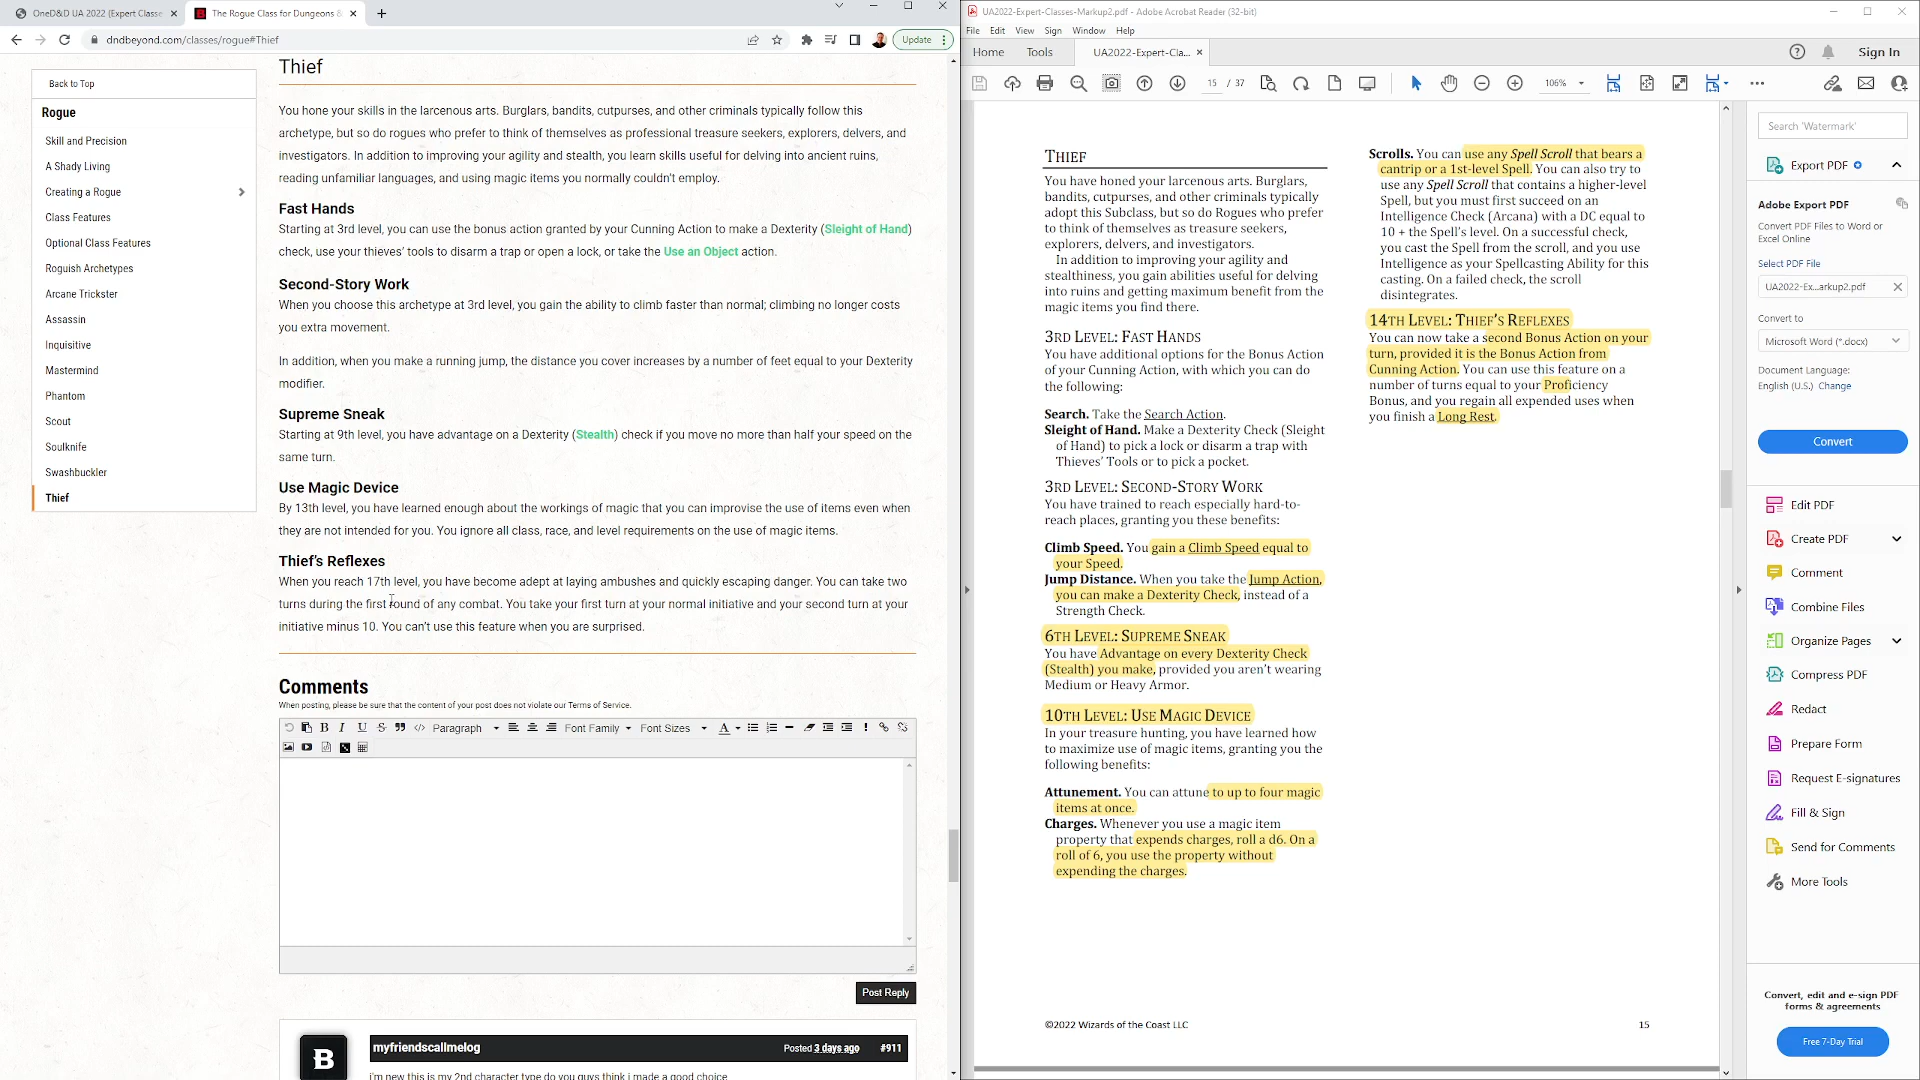 OneD&D UA 2022 (Expert Classe
The Rogue Class for Dungeons &
dndbeyond.com/classes/rogue#Thief
Update
Back to Top
Rogue
Skill and Precision
A Shady Living
Creating a Rogue
Class Features
Optional Class Features
Roguish Archetypes
Arcane Trickster
Assassin
Inquisitive
Mastermind
Phantom
Scout
Soulknife
Swashbuckler
Thief
Thief
You hone your skills in the larcenous arts. Burglars, bandits, cutpurses, and other criminals typically follow this
archetype, but so do rogues who prefer to think of themselves as professional treasure seekers, explorers, delvers, and
investigators. In addition to improving your agility and stealth, you learn skills useful for delving into ancient ruins,
reading unfamiliar languages, and using magic items you normally couldn't employ.
Fast Hands
Starting at 3rd level, you can use the bonus action granted by your Cunning Action to make a Dexterity (Sleight of Hand)
check, use your thieves' tools to disarm a trap or open a lock, or take the Use an Object action.
Second-Story Work
When you choose this archetype at 3rd level, you gain the ability to climb faster than normal; climbing no longer costs
you extra movement.
In addition, when you make a running jump, the distance you cover increases by a number of feet equal to your Dexterity
modifier.
Supreme Sneak
Starting at 9th level, you have advantage on a Dexterity (Stealth) check if you move no more than half your speed on the
same turn.
Use Magic Device
By 13th level, you have learned enough about the workings of magic that you can improvise the use of items even when
they are not intended for you. You ignore all class, race, and level requirements on the use of magic items.
Thief's Reflexes
When you reach 17th level, you have become adept at laying ambushes and quickly escaping danger. You can take two
turns during the first round of any combat. You take your first turn at your normal initiative and your second turn at your
initiative minus 10. You can't use this feature when you are surprised.
Comments
When posting, please be sure that the content of your post does not violate our Terms of Service.
Paragraph Font Family Font Sizes
Post Reply
myfriendscallmelog Posted 3 days ago #911
i'm new this is my 2nd character type do you guys think i made a good choice
UA2022-Expert-Classes-Markup2.pdf - Adobe Acrobat Reader (32-bit)
File Edit View Sign Window Help
Home Tools UA2022-Expert-Cla... Sign In
15 / 37 106%
THIEF
You have honed your larcenous arts. Burglars,
bandits, cutpurses, and other criminals typically
adopt this Subclass, but so do Rogues who prefer
to think of themselves as treasure seekers,
explorers, delvers, and investigators.
In addition to improving your agility and
stealthiness, you gain abilities useful for delving
into ruins and getting maximum benefit from the
magic items you find there.
3RD LEVEL: FAST HANDS
You have additional options for the Bonus Action
of your Cunning Action, with which you can do
the following:
Search. Take the Search Action.
Sleight of Hand. Make a Dexterity Check (Sleight
of Hand) to pick a lock or disarm a trap with
Thieves' Tools or to pick a pocket.
3RD LEVEL: SECOND-STORY WORK
You have trained to reach especially hard-to-
reach places, granting you these benefits:
Climb Speed. You gain a Climb Speed equal to
your Speed.
Jump Distance. When you take the Jump Action,
you can make a Dexterity Check, instead of a
Strength Check.
6TH LEVEL: SUPREME SNEAK
You have Advantage on every Dexterity Check
(Stealth) you make, provided you aren't wearing
Medium or Heavy Armor.
10TH LEVEL: USE MAGIC DEVICE
In your treasure hunting, you have learned how
to maximize use of magic items, granting you the
following benefits:
Attunement. You can attune to up to four magic
items at once.
Charges. Whenever you use a magic item
property that expends charges, roll a d6. On a
roll of 6, you use the property without
expending the charges.
Scrolls. You can use any Spell Scroll that bears a
cantrip or a 1st-level Spell. You can also try to
use any Spell Scroll that contains a higher-level
Spell, but you must first succeed on an
Intelligence Check (Arcana) with a DC equal to
10 + the Spell's level. On a successful check,
you cast the Spell from the scroll, and you use
Intelligence as your Spellcasting Ability for this
casting. On a failed check, the scroll
disintegrates.
14TH LEVEL: THIEF'S REFLEXES
You can now take a second Bonus Action on your
turn, provided it is the Bonus Action from
Cunning Action. You can use this feature on a
number of turns equal to your Proficiency
Bonus, and you regain all expended uses when
you finish a Long Rest.
©2022 Wizards of the Coast LLC 15
Search 'Watermark'
Export PDF
Adobe Export PDF
Convert PDF Files to Word or
Excel Online
Select PDF File
UA2022-Ex...arkup2.pdf
Convert to
Microsoft Word (*.docx)
Document Language:
English (U.S.) Change
Convert
Edit PDF
Create PDF
Comment
Combine Files
Organize Pages
Compress PDF
Redact
Prepare Form
Request E-signatures
Fill & Sign
Send for Comments
More Tools
Convert, edit and e-sign PDF
forms & agreements
Free 7-Day Trial